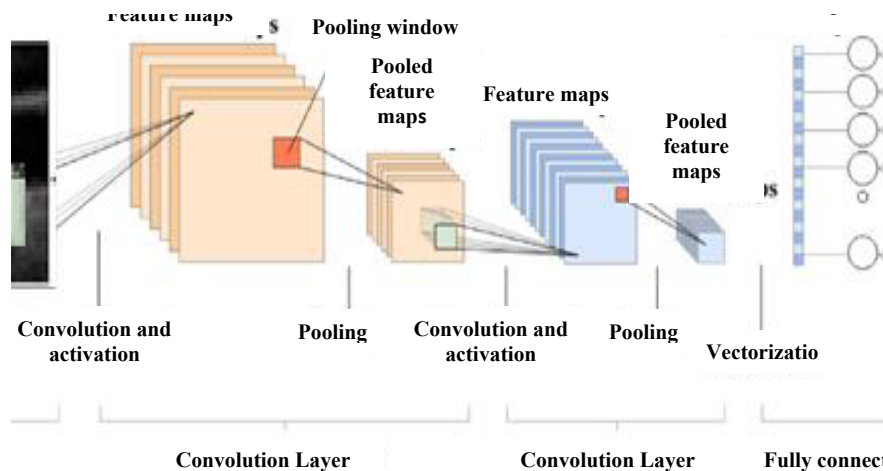 Feature maps
Pooling window
Pooled
feature
maps
Feature maps
Pooled
feature
maps
Convolution and
activation
Pooling
Convolution and
activation
Pooling
Vectorizatio
Convolution Layer
Convolution Layer
Fully connect